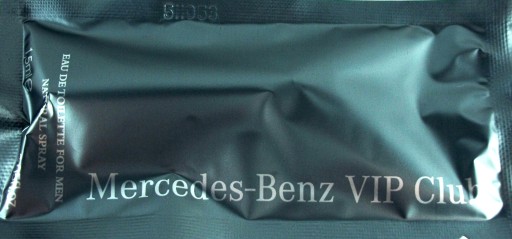 Mercedes-Benz VIP Club
EAU DE TOILETTE FOR MEN
NATURAL SPRAY